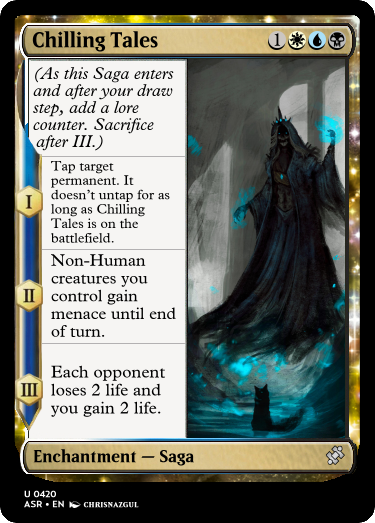 Chilling Tales 1
(As this Saga enters
and after your draw
step, add a lore
counter. Sacrifice
after III.)
I
Tap target
permanent. It
doesn't untap for as
long as Chilling
Tales is on the
battlefield.
II
Non-Human
creatures you
control gain
menace until end
of turn.
III
Each opponent
loses 2 life and
you gain 2 life.
Enchantment — Saga
U 0420
ASR • EN CHRISNAZGUL